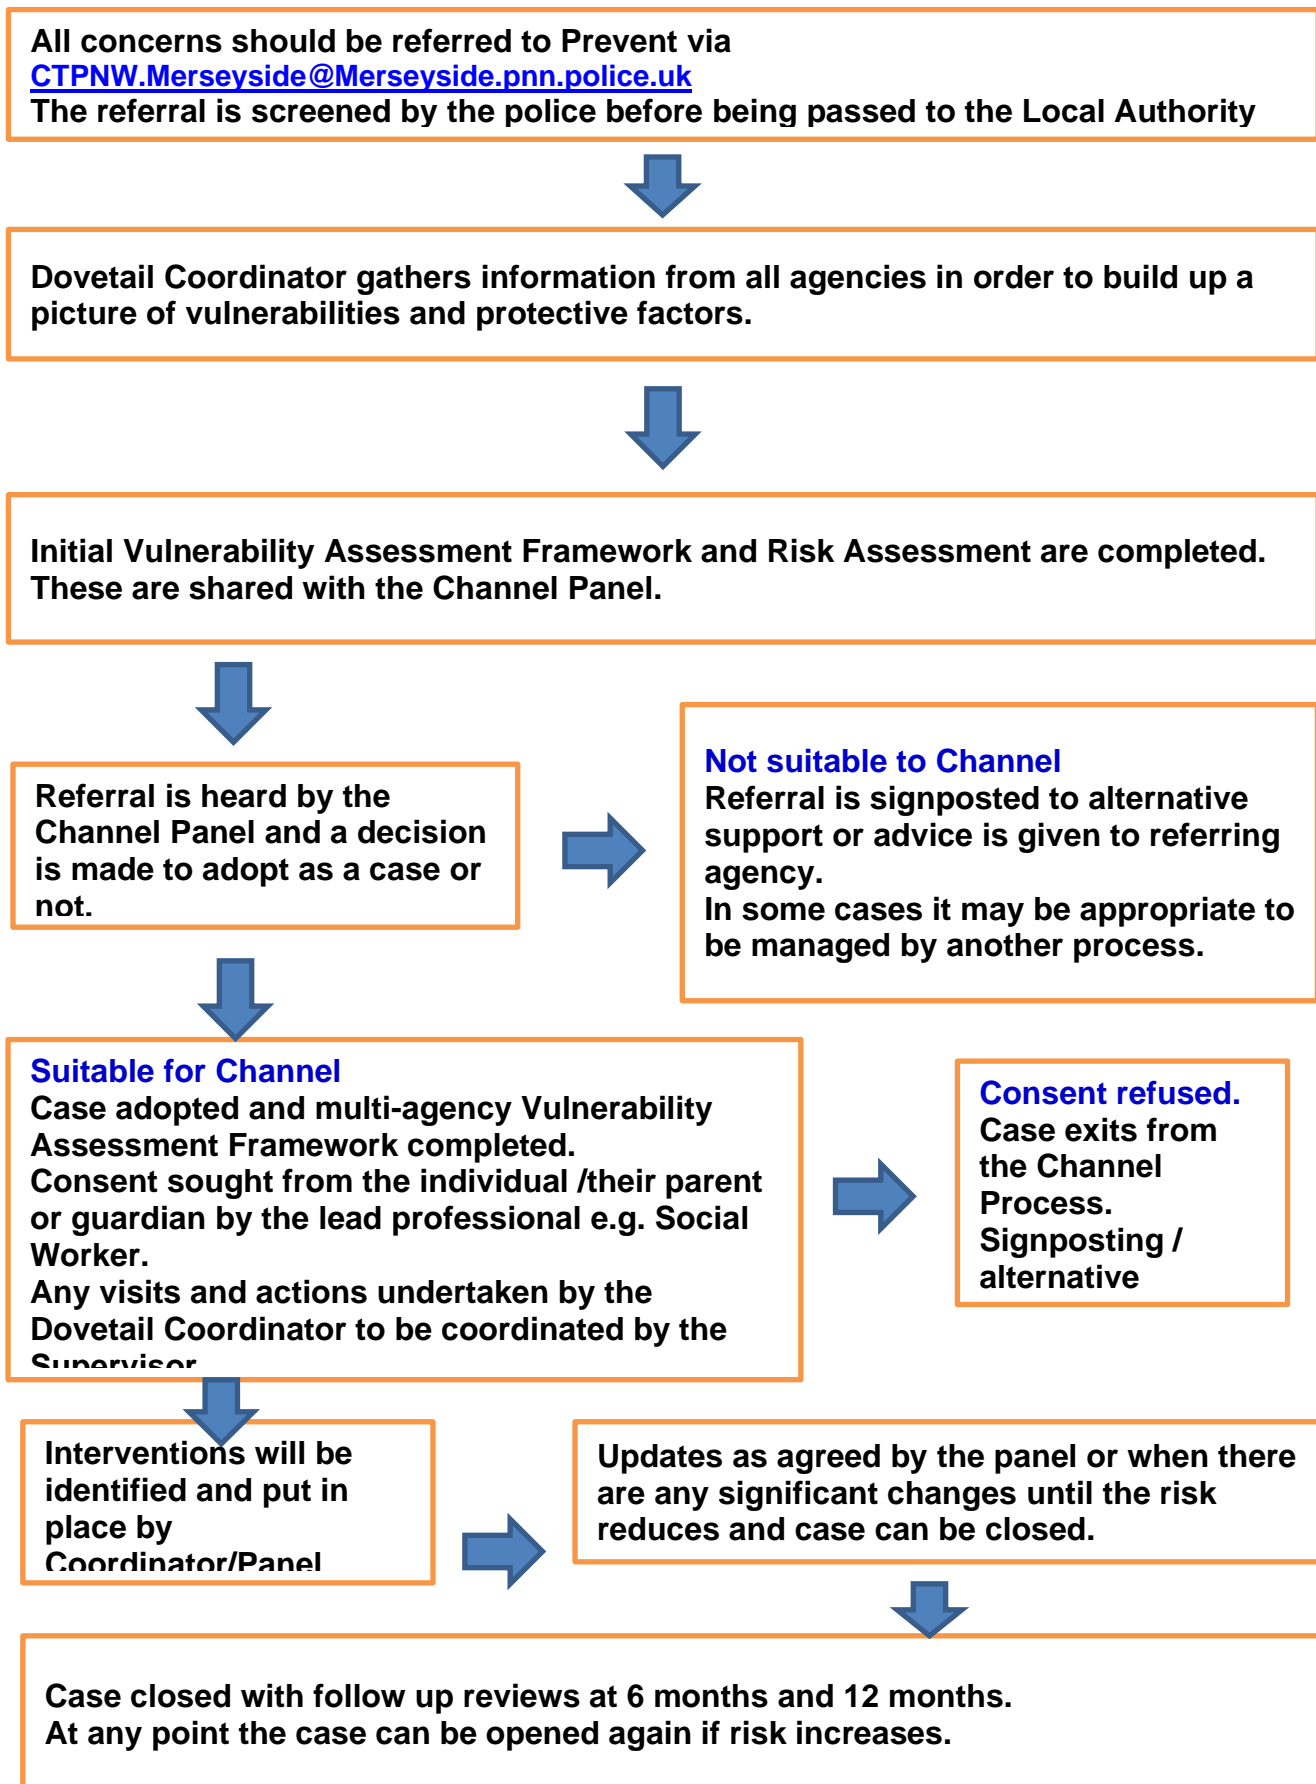 All concerns should be referred to Prevent via
CTPNW.Merseyside@Merseyside.pnn.police.uk
The referral is screened by the police before being passed to the Local Authority
Dovetail Coordinator gathers information from all agencies in order to build up a
picture of vulnerabilities and protective factors.
Initial Vulnerability Assessment Framework and Risk Assessment are completed.
These are shared with the Channel Panel.
Referral is heard by the
Channel Panel and a decision
is made to adopt as a case or
not.
Not suitable to Channel
Referral is signposted to alternative
support or advice is given to referring
agency.
In some cases it may be appropriate to
be managed by another process.
Suitable for Channel
Case adopted and multi-agency Vulnerability
Assessment Framework completed.
Consent sought from the individual /their parent
or guardian by the lead professional e.g. Social
Worker.
Any visits and actions undertaken by the
Dovetail Coordinator to be coordinated by the
Supervisor
Consent refused.
Case exits from
the Channel
Process.
Signposting /
alternative
Interventions will be
identified and put in
place by
Coordinator/Panel
Updates as agreed by the panel or when there
are any significant changes until the risk
reduces and case can be closed.
Case closed with follow up reviews at 6 months and 12 months.
At any point the case can be opened again if risk increases.